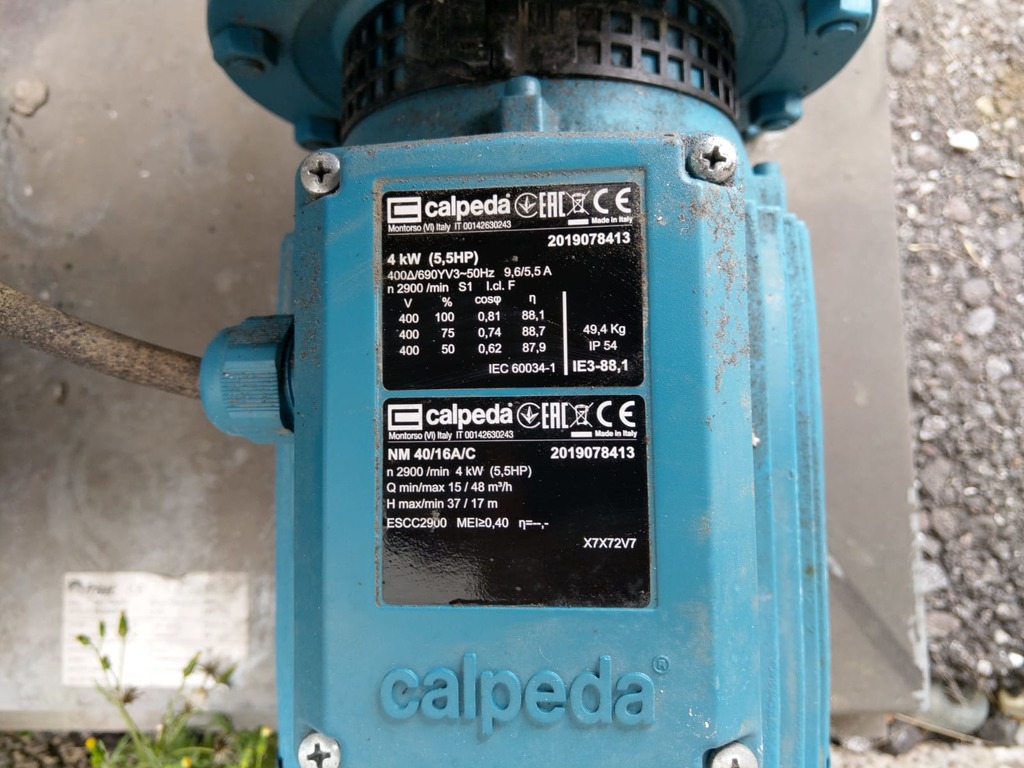 calpeda EAC CE
Montorso (VI) Italy IT 00142630243 Made in Italy
2019078413
4 kW (5,5HP)
400Δ/690YV3~50Hz 9,6/5,5 A
n 2900 /min S1 I.cl. F
V % cosφ η
400 100 0,81 88,1
400 75 0,74 88,7
400 50 0,62 87,9
49,4 Kg
IP 54
IEC 60034-1 IE3-88,1
calpeda EAC CE
Montorso (VI) Italy IT 00142630243 Made in Italy
NM 40/16A/C 2019078413
n 2900 /min 4 kW (5,5HP)
Q min/max 15 / 48 m³/h
H max/min 37 / 17 m
ESCC2900 MEI≥0,40 η=--,-
X7X72V7
calpeda®